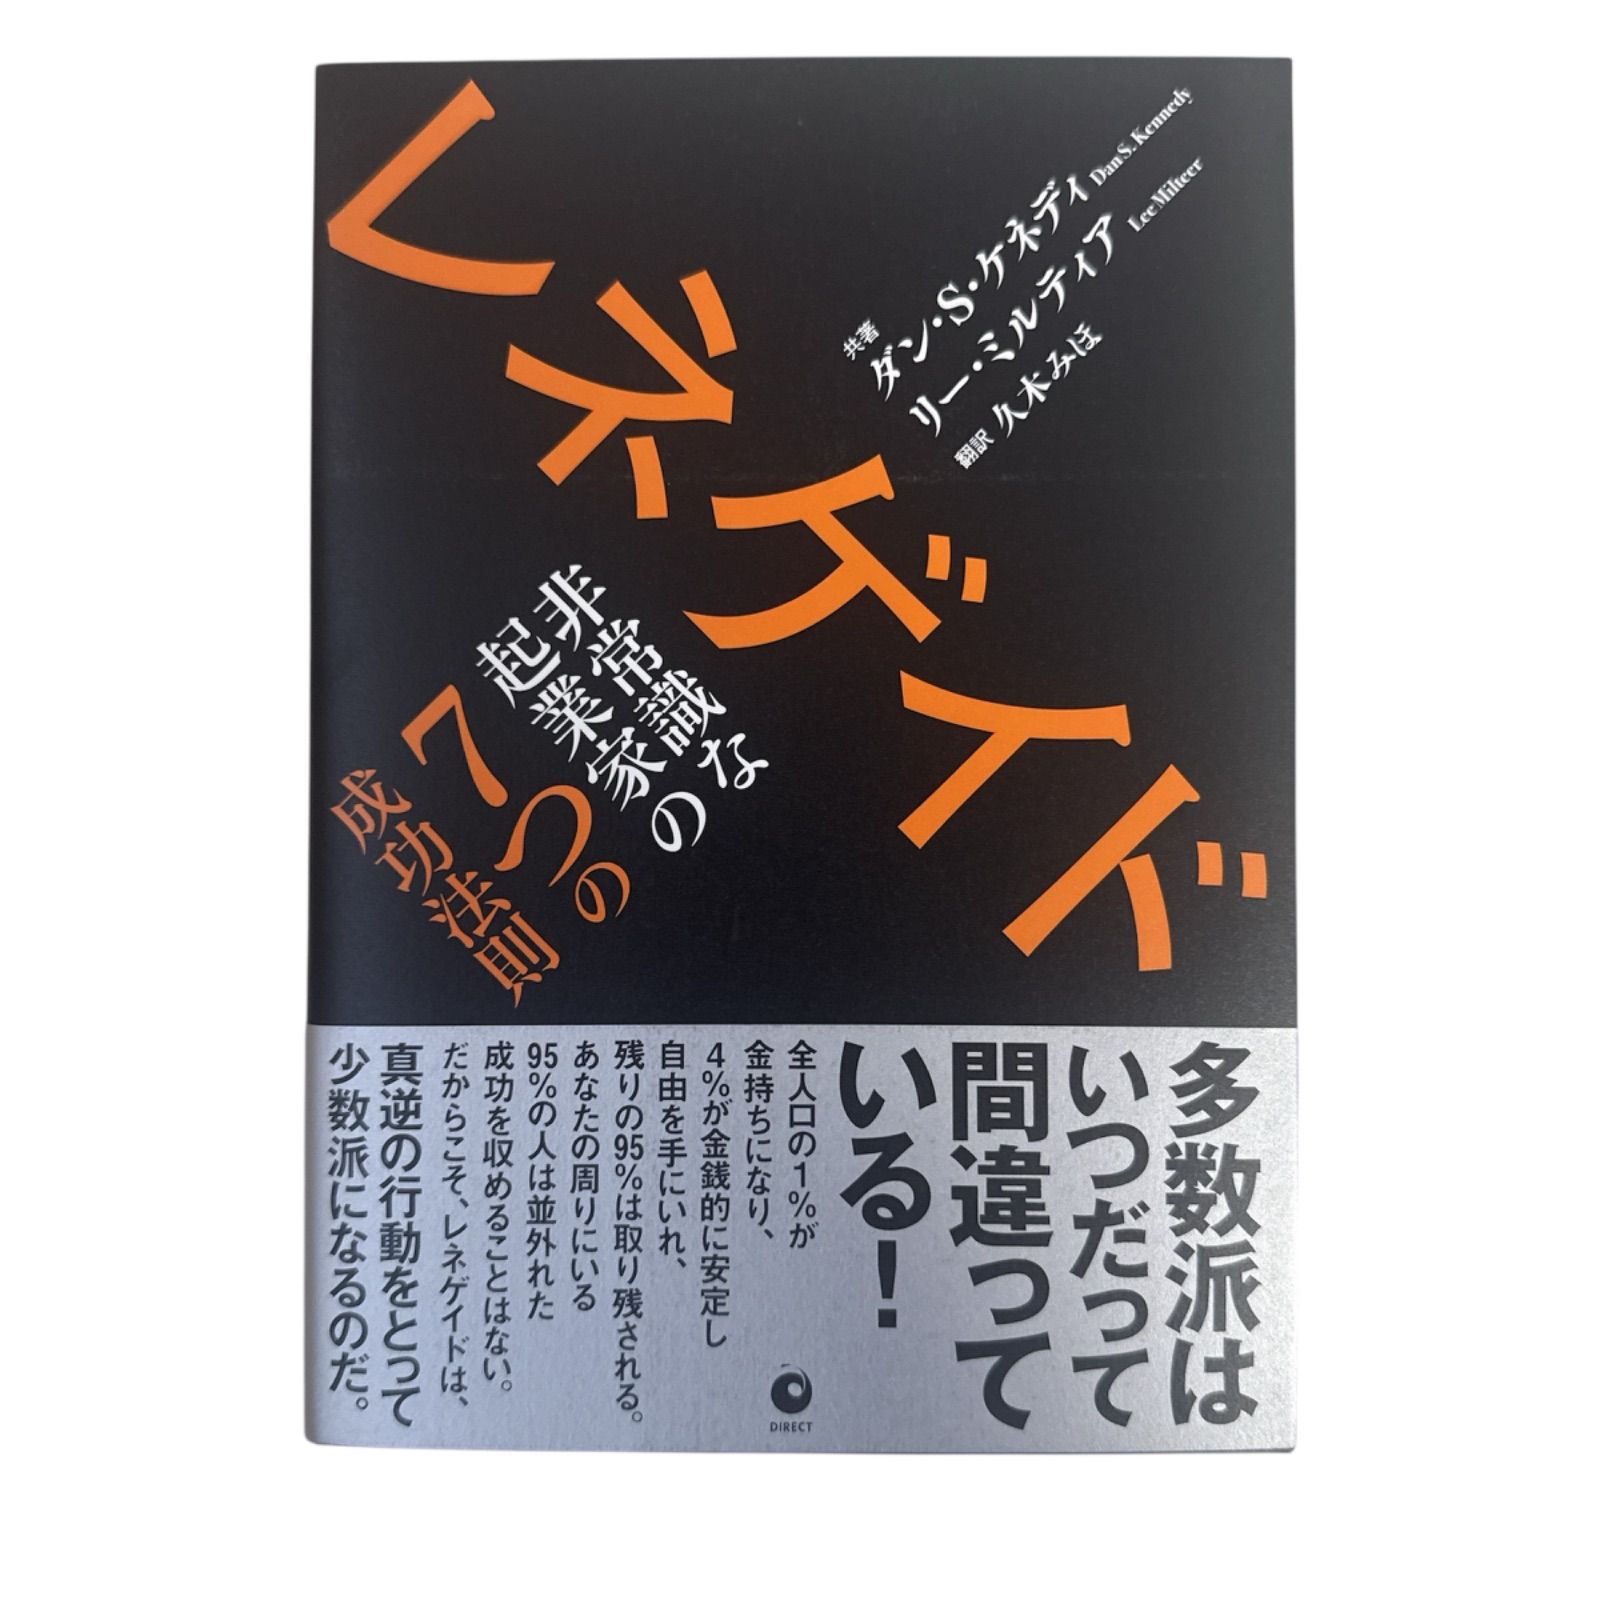 レネゲイド
共著
ダン・S・ケネディ Dan S. Kennedy
リー・ミルティア Lee Milteer
翻訳 久木みほ
非常識な
起業家の
7つの
成功法則
多数派は
いつだって
間違って
いる！
全人口の1%が
金持ちになり、
4%が金銭的に安定し
自由を手にいれ、
残りの95%は取り残される。
あなたの周りにいる
95%の人は並外れた
成功を収めることはない。
だからこそ、レネゲイドは、
真逆の行動をとって
少数派になるのだ。
DIRECT